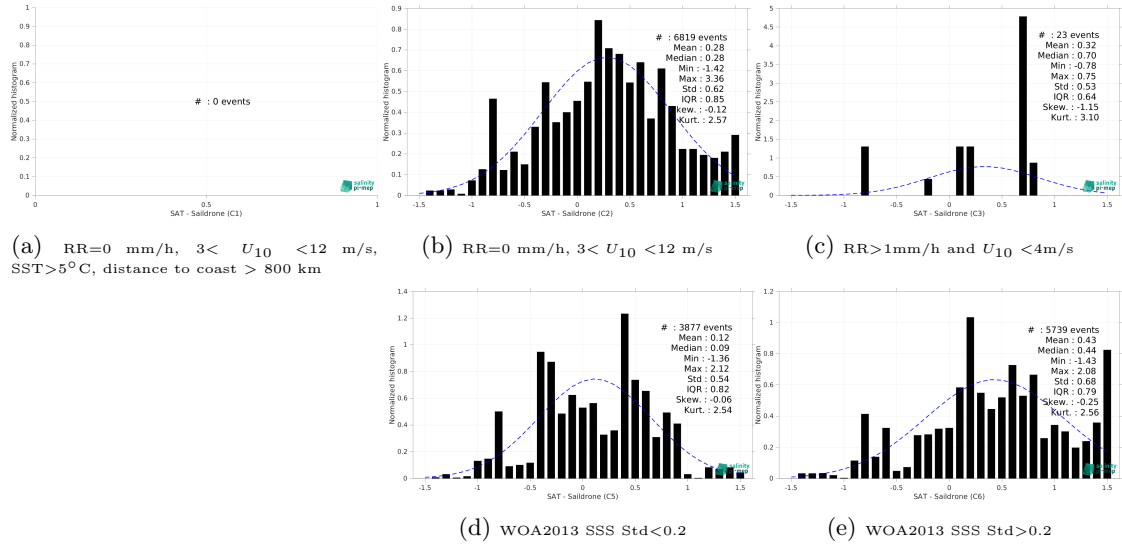 1
0.9
0.8
0.7
0.6
0.5
0.4
0.3
0.2
0.1
0
0
0.5
1
Normalized histogram
# : 0 events
salinity
pi-mep
SAT - Saildrone (C1)
(a) RR=0 mm/h, 3< U10 <12 m/s,
SST>5°C, distance to coast > 800 km
0.9
0.8
0.7
0.6
0.5
0.4
0.3
0.2
0.1
0
-1.5
-1
-0.5
0
0.5
1
1.5
Normalized histogram
# : 6819 events
Mean : 0.28
Median : 0.28
Min : -1.42
Max : 3.36
Std : 0.62
IQR : 0.85
Skew. : -0.12
Kurt. : 2.57
salinity
pi-mep
SAT - Saildrone (C2)
(b) RR=0 mm/h, 3< U10 <12 m/s
5
4.5
4
3.5
3
2.5
2
1.5
1
0.5
0
-1.5
-1
-0.5
0
0.5
1
1.5
Normalized histogram
# : 23 events
Mean : 0.32
Median : 0.70
Min : -0.78
Max : 0.75
Std : 0.53
IQR : 0.64
Skew. : -1.15
Kurt. : 3.10
salinity
pi-mep
SAT - Saildrone (C3)
(c) RR>1mm/h and U10 <4m/s
1.4
1.2
1
0.8
0.6
0.4
0.2
0
-1.5
-1
-0.5
0
0.5
1
1.5
Normalized histogram
# : 3877 events
Mean : 0.12
Median : 0.09
Min : -1.36
Max : 2.12
Std : 0.54
IQR : 0.82
Skew. : -0.06
Kurt. : 2.54
salinity
pi-mep
SAT - Saildrone (C5)
(d) WOA2013 SSS Std<0.2
1.2
1
0.8
0.6
0.4
0.2
0
-1.5
-1
-0.5
0
0.5
1
1.5
Normalized histogram
# : 5739 events
Mean : 0.43
Median : 0.44
Min : -1.43
Max : 2.08
Std : 0.68
IQR : 0.79
Skew. : -0.25
Kurt. : 2.56
salinity
pi-mep
SAT - Saildrone (C6)
(e) WOA2013 SSS Std>0.2